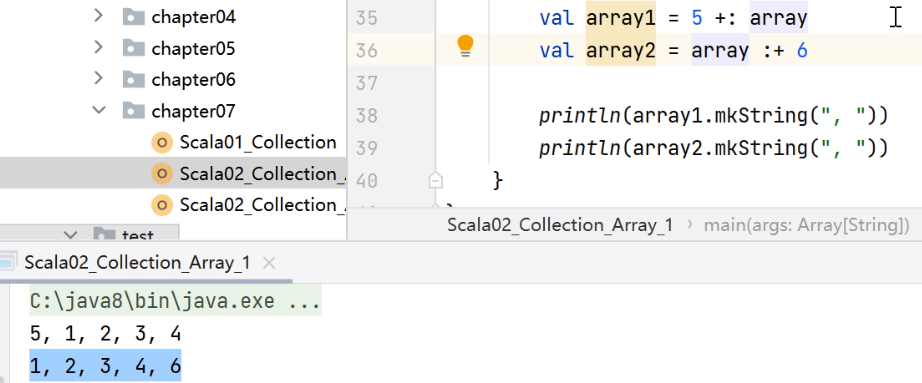 chapter04
chapter05
chapter06
chapter07
Scala01_Collection
Scala02_Collection_
Scala02_Collection_
test
35 val array1 = 5 +: array
36 val array2 = array :+ 6
37
38 println(array1.mkString(", "))
39 println(array2.mkString(", "))
40 }
Scala02_Collection_Array_1 › main(args: Array[String])
Scala02_Collection_Array_1 ×
C:\java8\bin\java.exe ...
5, 1, 2, 3, 4
1, 2, 3, 4, 6